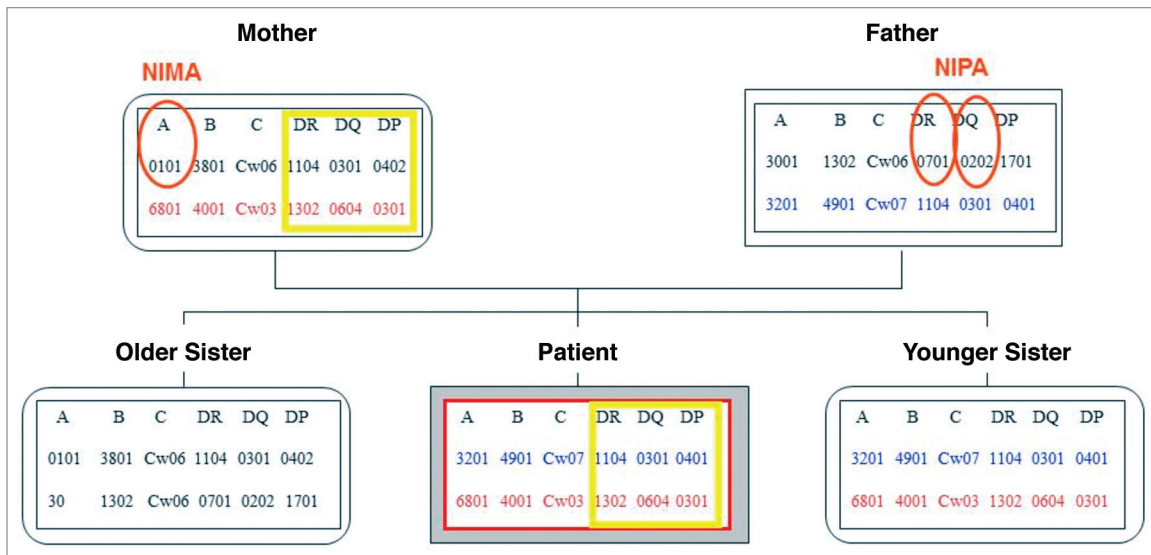 Mother
Father
NIMA
NIPA
A B C DR DQ DP
0101 3801 Cw06 1104 0301 0402
6801 4001 Cw03 1302 0604 0301
A B C DR DQ DP
3001 1302 Cw06 0701 0202 1701
3201 4901 Cw07 1104 0301 0401
Older Sister
Patient
Younger Sister
A B C DR DQ DP
0101 3801 Cw06 1104 0301 0402
30 1302 Cw06 0701 0202 1701
A B C DR DQ DP
3201 4901 Cw07 1104 0301 0401
6801 4001 Cw03 1302 0604 0301
A B C DR DQ DP
3201 4901 Cw07 1104 0301 0401
6801 4001 Cw03 1302 0604 0301